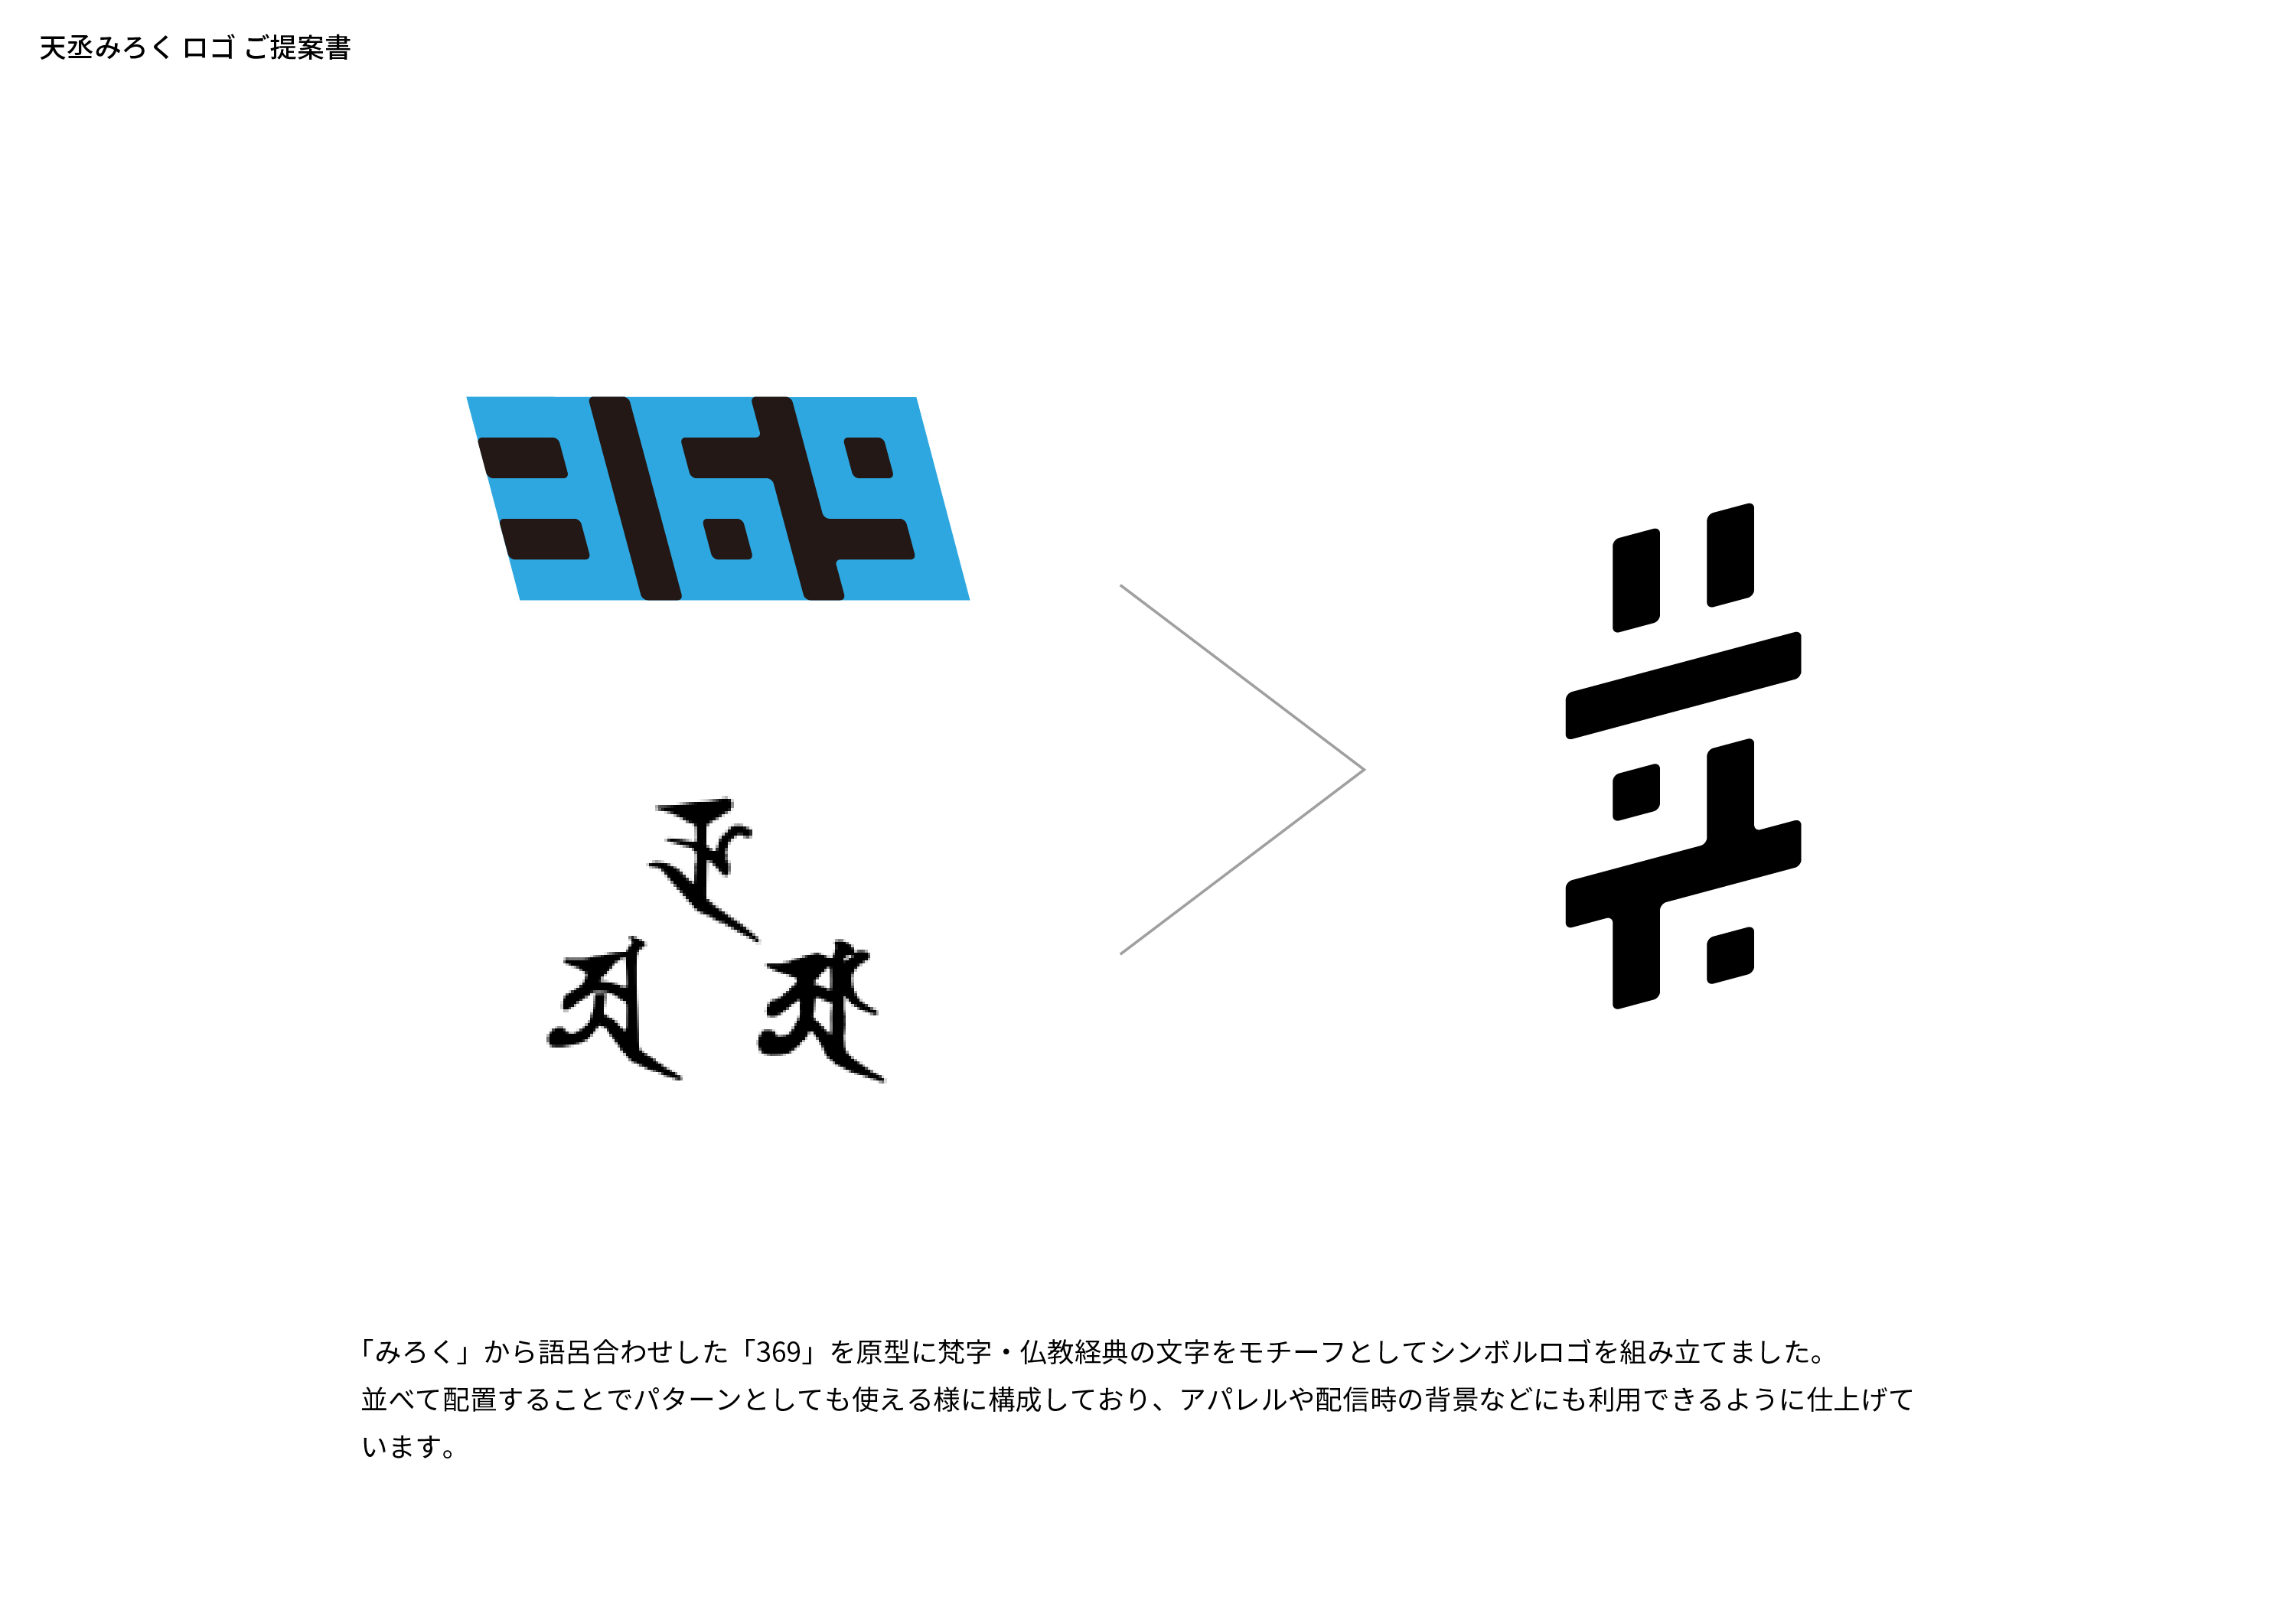 天丞みろく ロゴ ご提案書
369
「みろく」から語呂合わせした「369」を原型に梵字・仏教経典の文字をモチーフとしてシンボルロゴを組み立てました。
並べて配置することでパターンとしても使える様に構成しており、アパレルや配信時の背景などにも利用できるように仕上げて
います。